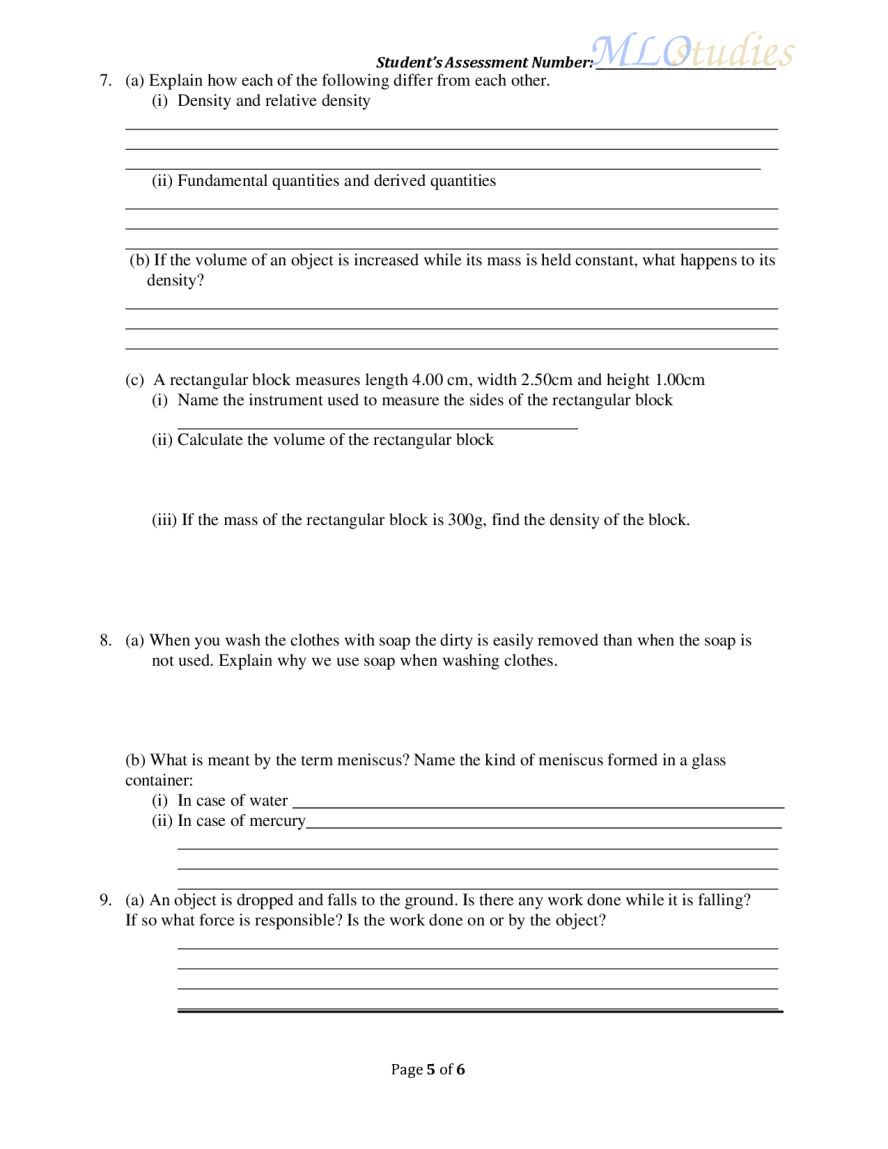 Student's Assessment Number:
MLOstudies
7. (a) Explain how each of the following differ from each other.
(i) Density and relative density
(ii) Fundamental quantities and derived quantities
(b) If the volume of an object is increased while its mass is held constant, what happens to its
density?
(c) A rectangular block measures length 4.00 cm, width 2.50cm and height 1.00cm
(i) Name the instrument used to measure the sides of the rectangular block
(ii) Calculate the volume of the rectangular block
(iii) If the mass of the rectangular block is 300g, find the density of the block.
8. (a) When you wash the clothes with soap the dirty is easily removed than when the soap is
not used. Explain why we use soap when washing clothes.
(b) What is meant by the term meniscus? Name the kind of meniscus formed in a glass
container:
(i) In case of water
(ii) In case of mercury
9. (a) An object is dropped and falls to the ground. Is there any work done while it is falling?
If so what force is responsible? Is the work done on or by the object?
Page 5 of 6